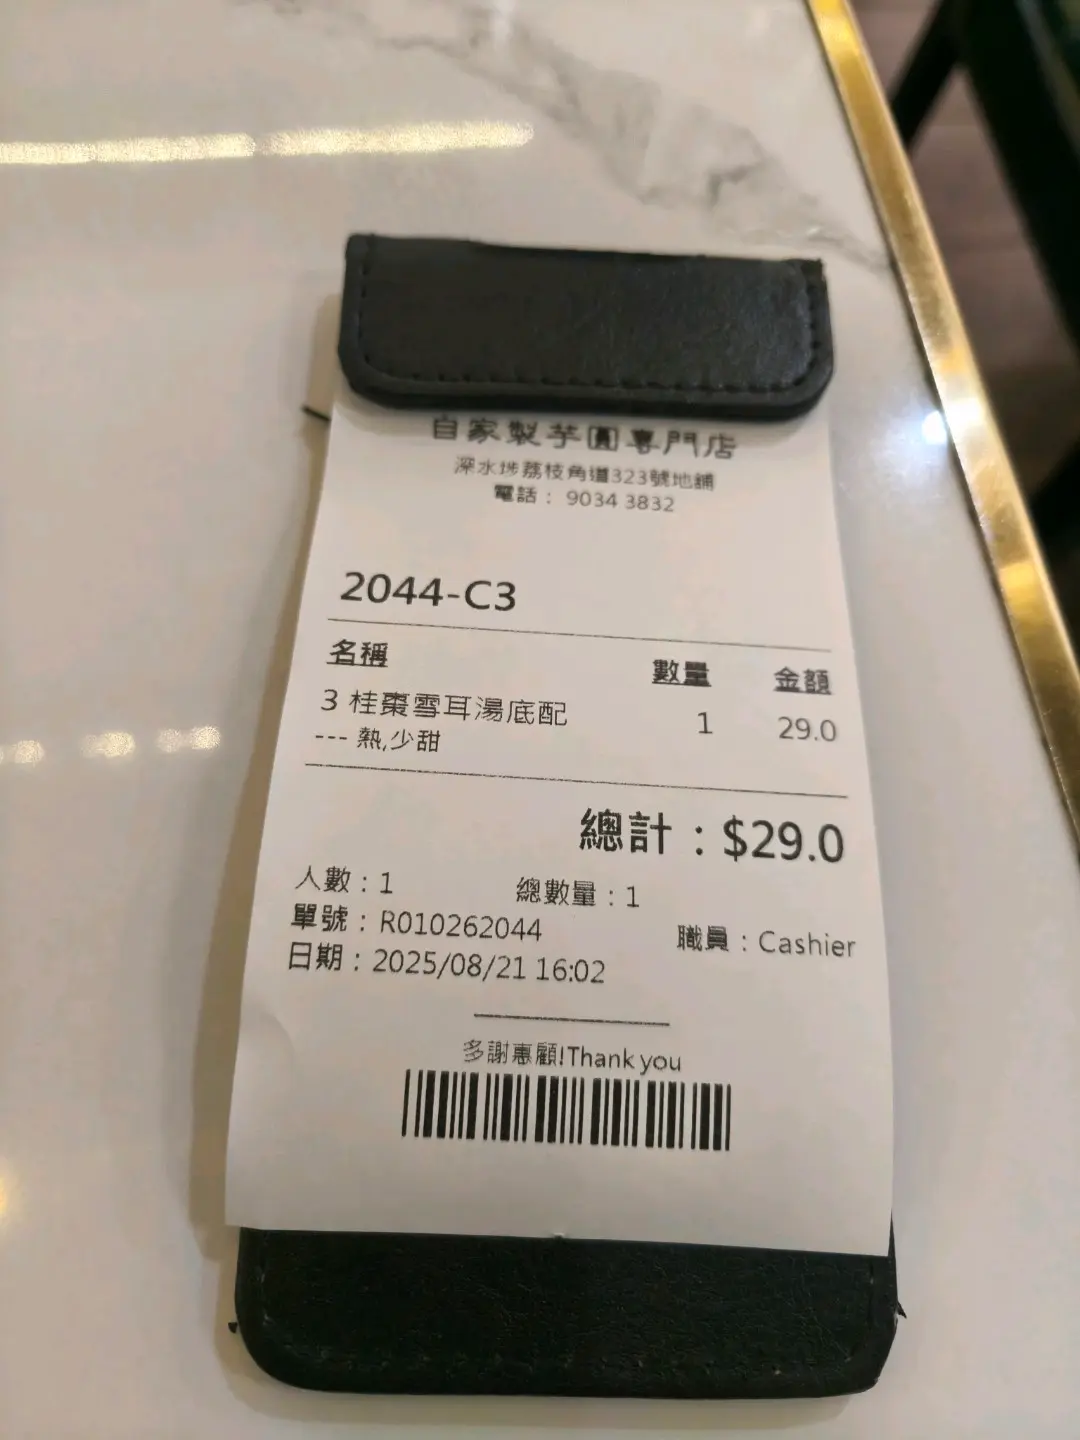 自家製芋圓專門店
深水埗荔枝角道323號地鋪
電話： 9034 3832
2044-C3
名稱 數量 金額
3 桂棗雪耳湯底配 1 29.0
--- 熱,少甜
總計：$29.0
人數：1 總數量：1
單號：R010262044 職員：Cashier
日期：2025/08/21 16:02
多謝惠顧!Thank you